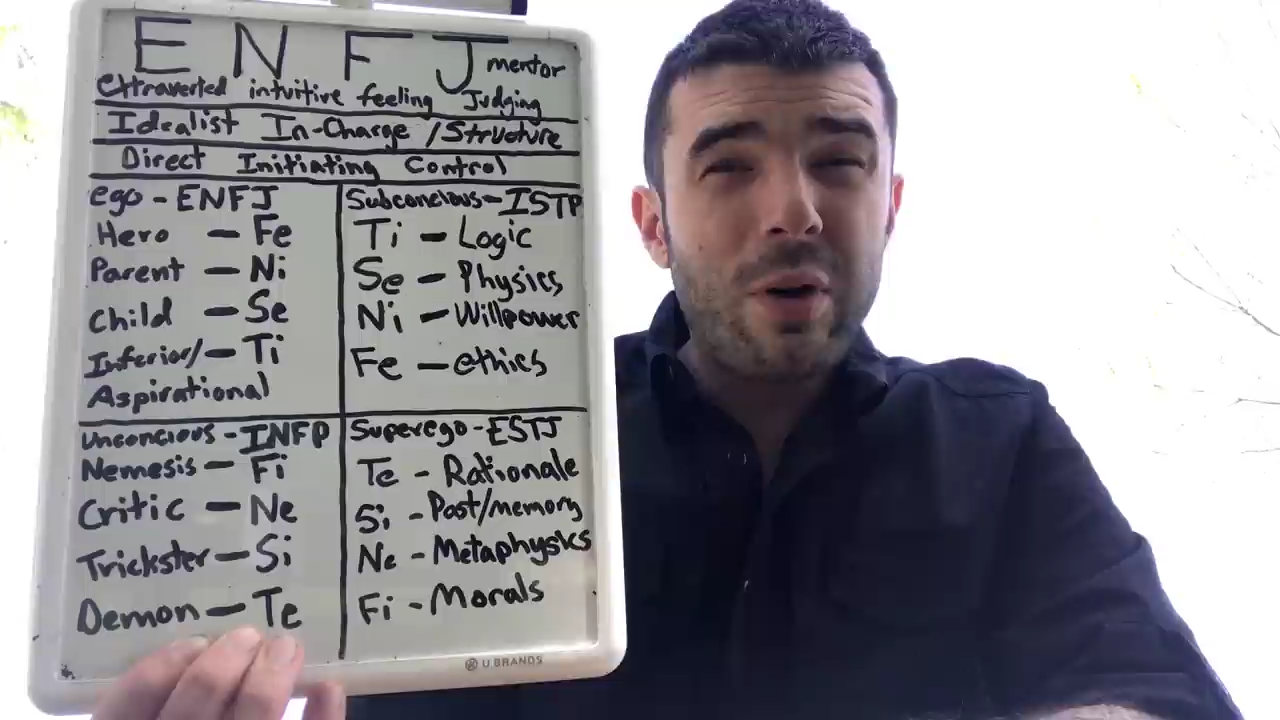 ENFJ mentor
extraverted intuitive feeling Judging
Idealist In-Charge /Structure
Direct Initiating Control
ego - ENFJ
Hero - Fe
Parent - Ni
Child - Se
Inferior/ - Ti
Aspirational
Subconcious - ISTP
Ti - Logic
Se - Physics
Ni - Willpower
Fe - ethics
Unconcious - INFP
Nemesis - Fi
Critic - Ne
Trickster - Si
Demon - Te
Superego - ESTJ
Te - Rationale
Si - Past/memory
Ne - Metaphysics
Fi - Morals
U BRANDS